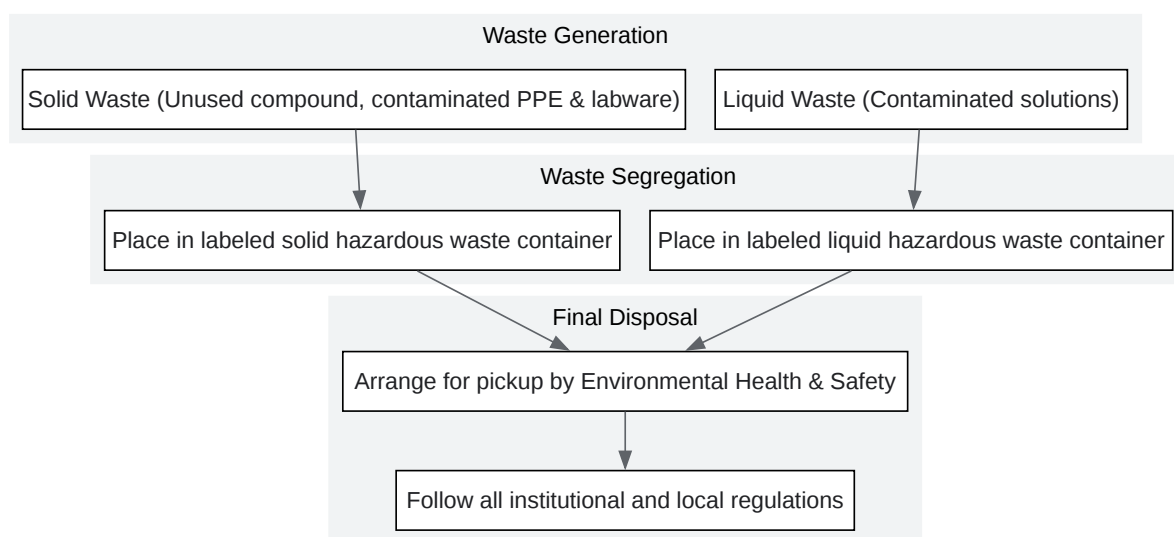 Waste Generation
Solid Waste (Unused compound, contaminated PPE & labware)
Liquid Waste (Contaminated solutions)
Waste Segregation
Place in labeled solid hazardous waste container
Place in labeled liquid hazardous waste container
Final Disposal
Arrange for pickup by Environmental Health & Safety
Follow all institutional and local regulations